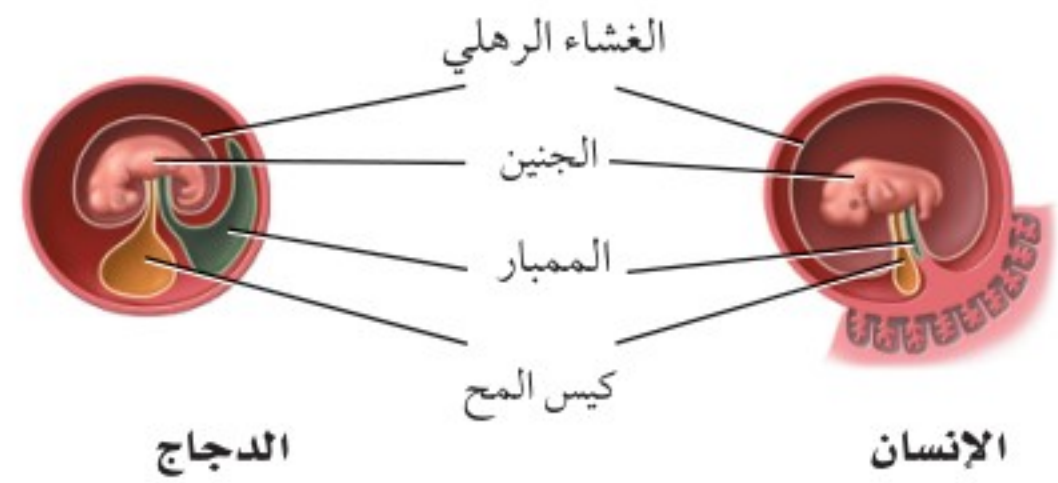 الغشاء الرهلي
الجنين
الممبار
كيس المح
الإنسان
الدجاج